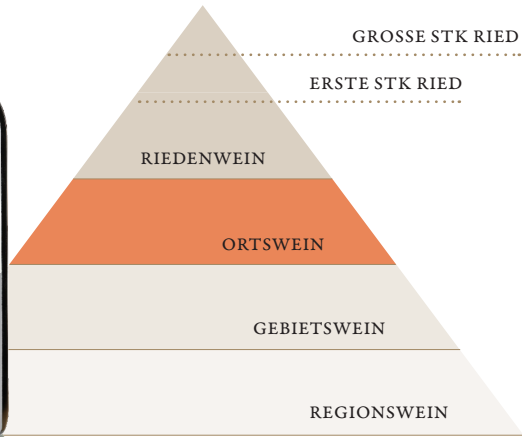 GROSSE STK RIED
ERSTE STK RIED
RIEDENWEIN
ORTSWEIN
GEBIETSWEIN
REGIONSWEIN